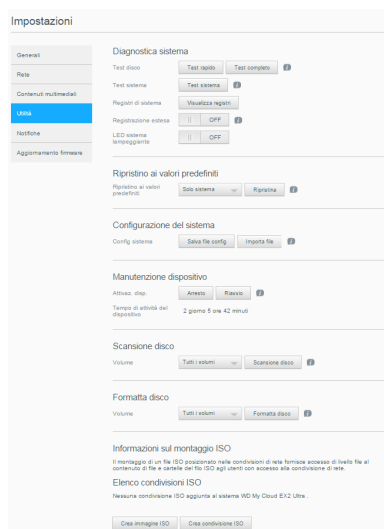 Impostazioni
Generali
Rete
Contenuti multimediali
Utilità
Notifiche
Aggiornamento firmware
Diagnostica sistema
Test disco
Test rapido
Test completo
Test sistema
Test sistema
Registri di sistema
Visualizza registri
Registrazione estesa
OFF
LED sistema lampeggiante
OFF
Ripristino ai valori predefiniti
Ripristino ai valori predefiniti
Solo sistema
Ripristina
Configurazione del sistema
Config sistema
Salva file config
Importa file
Manutenzione dispositivo
Attivaz. disp.
Arresto
Riavvio
Tempo di attività del dispositivo
2 giorno 5 ore 42 minuti
Scansione disco
Volume
Tutti i volumi
Scansione disco
Formatta disco
Volume
Tutti i volumi
Formatta disco
Informazioni sul montaggio ISO
Il montaggio di un file ISO posizionato nelle condivisioni di rete fornisce accesso di livello file al
contenuto di file e cartelle del filo ISO agli utenti con accesso alla condivisione di rete.
Elenco condivisioni ISO
Nessuna condivisione ISO aggiunta al sistema WD My Cloud EX2 Ultra .
Crea immagine ISO
Crea condivisione ISO